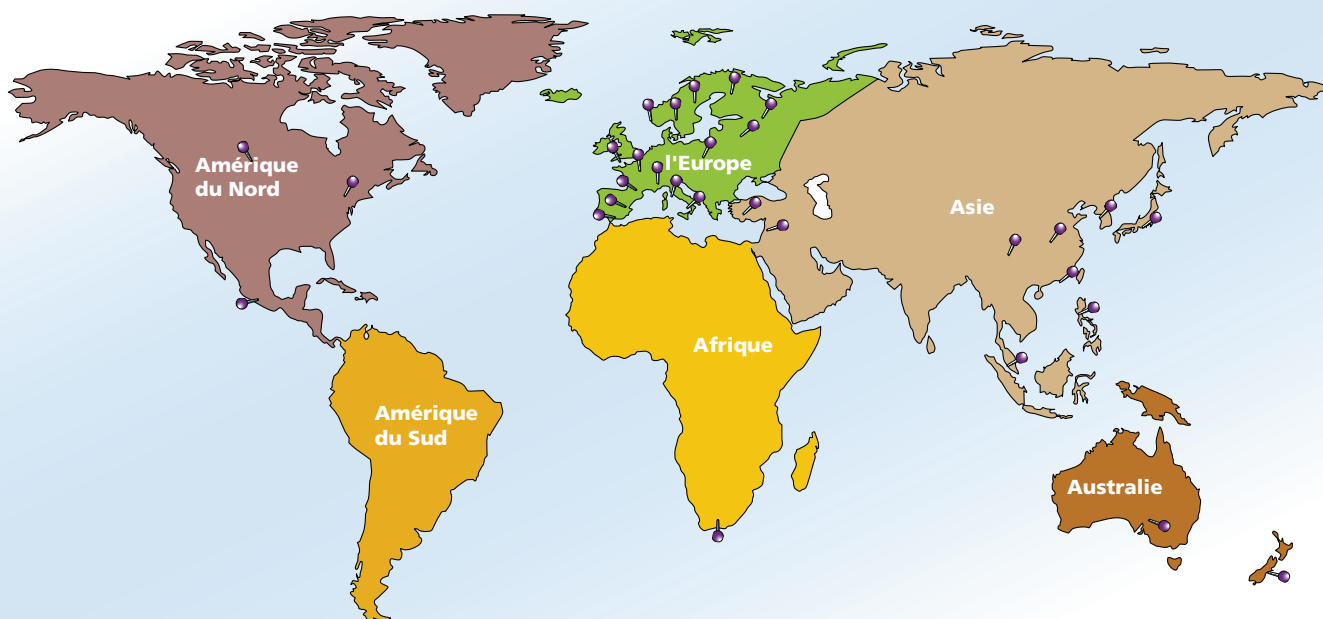 Amérique
du Nord
l'Europe
Asie
Afrique
Amérique
du Sud
Australie